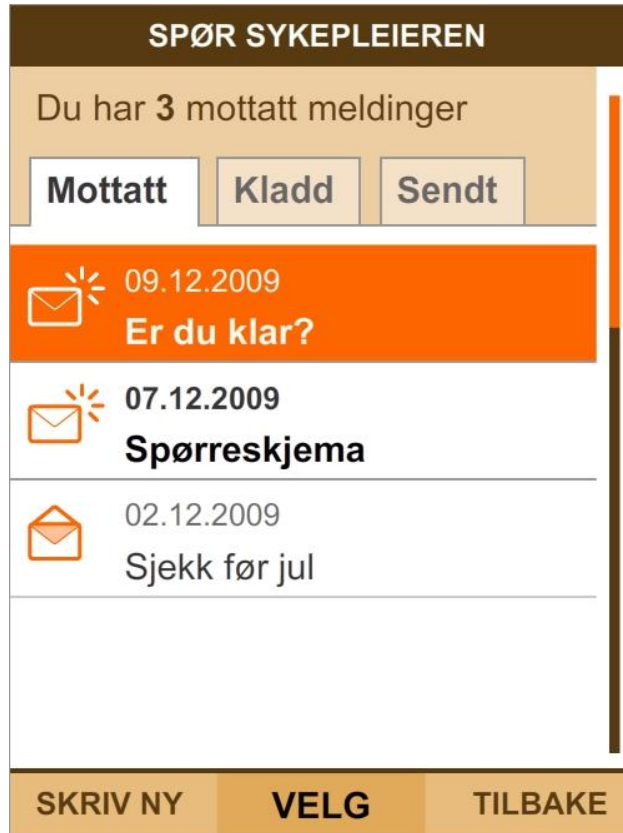 SPØR SYKEPLEIEREN
Du har 3 mottatt meldinger
Mottatt Kladd Sendt
09.12.2009
Er du klar?
07.12.2009
Spørreskjema
02.12.2009
Sjekk før jul
SKRIV NY VELG TILBAKE